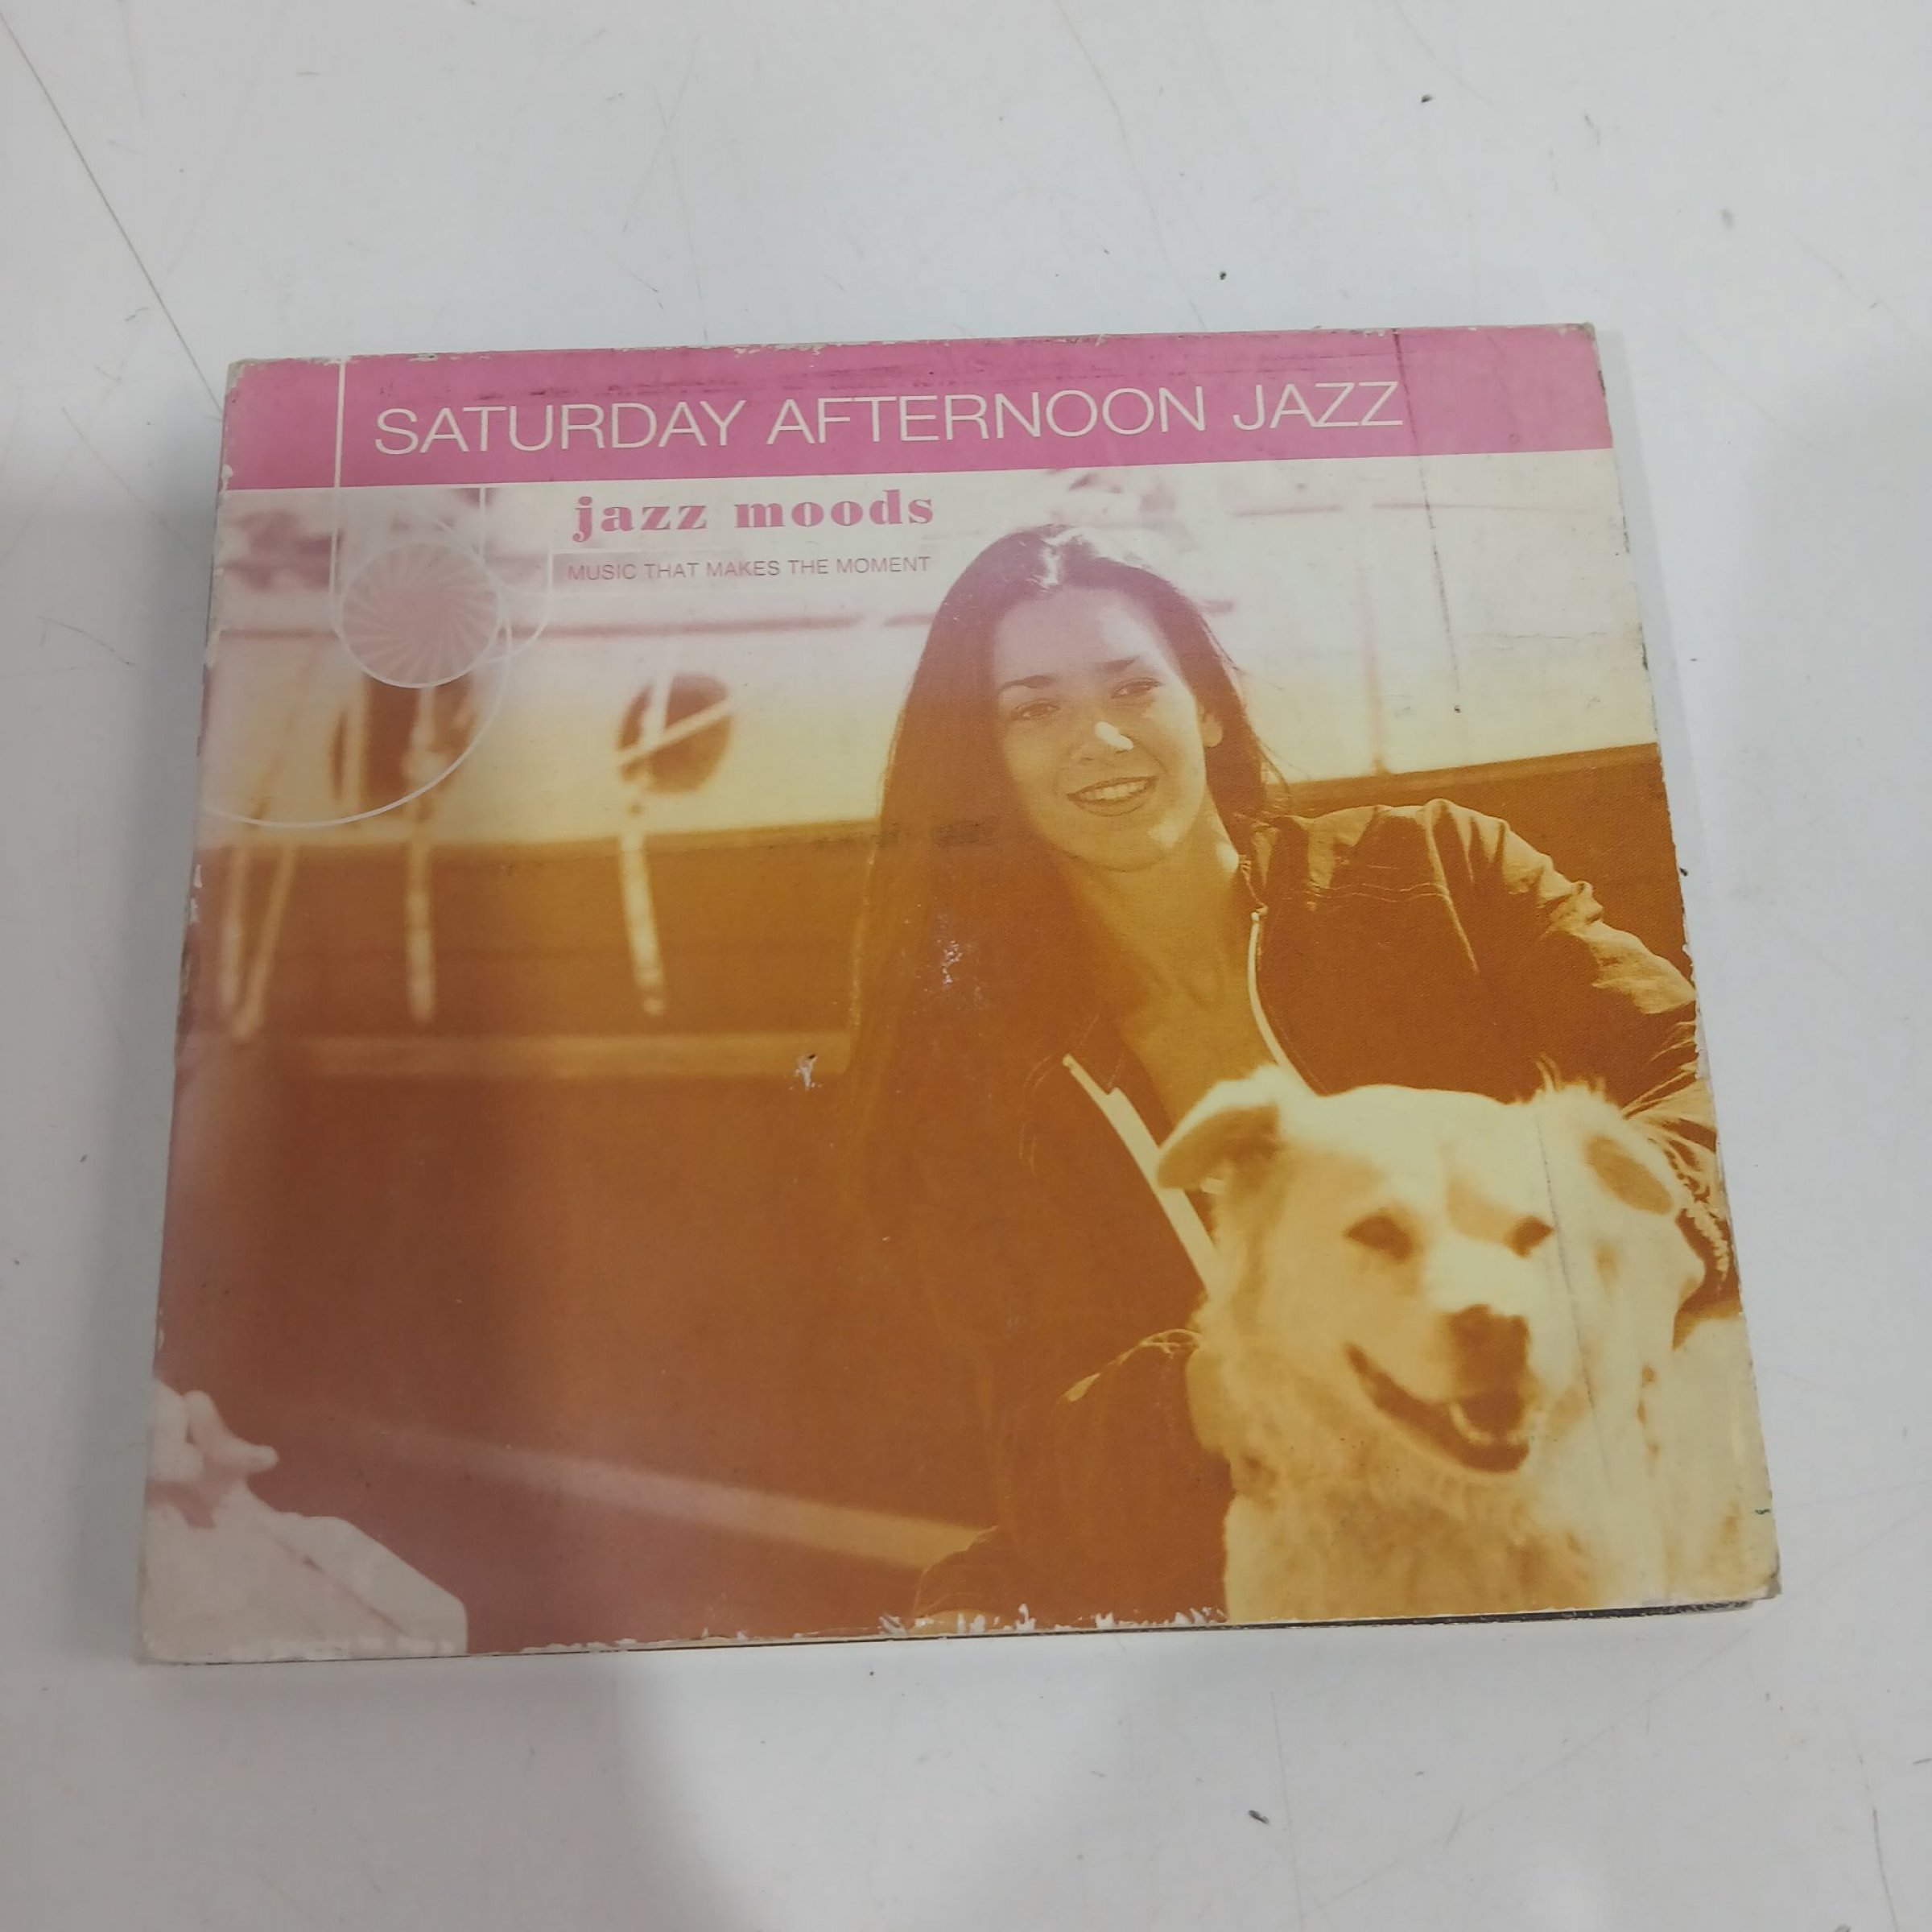 SATURDAY AFTERNOON JAZZ
jazz moods
MUSIC THAT MAKES THE MOMENT